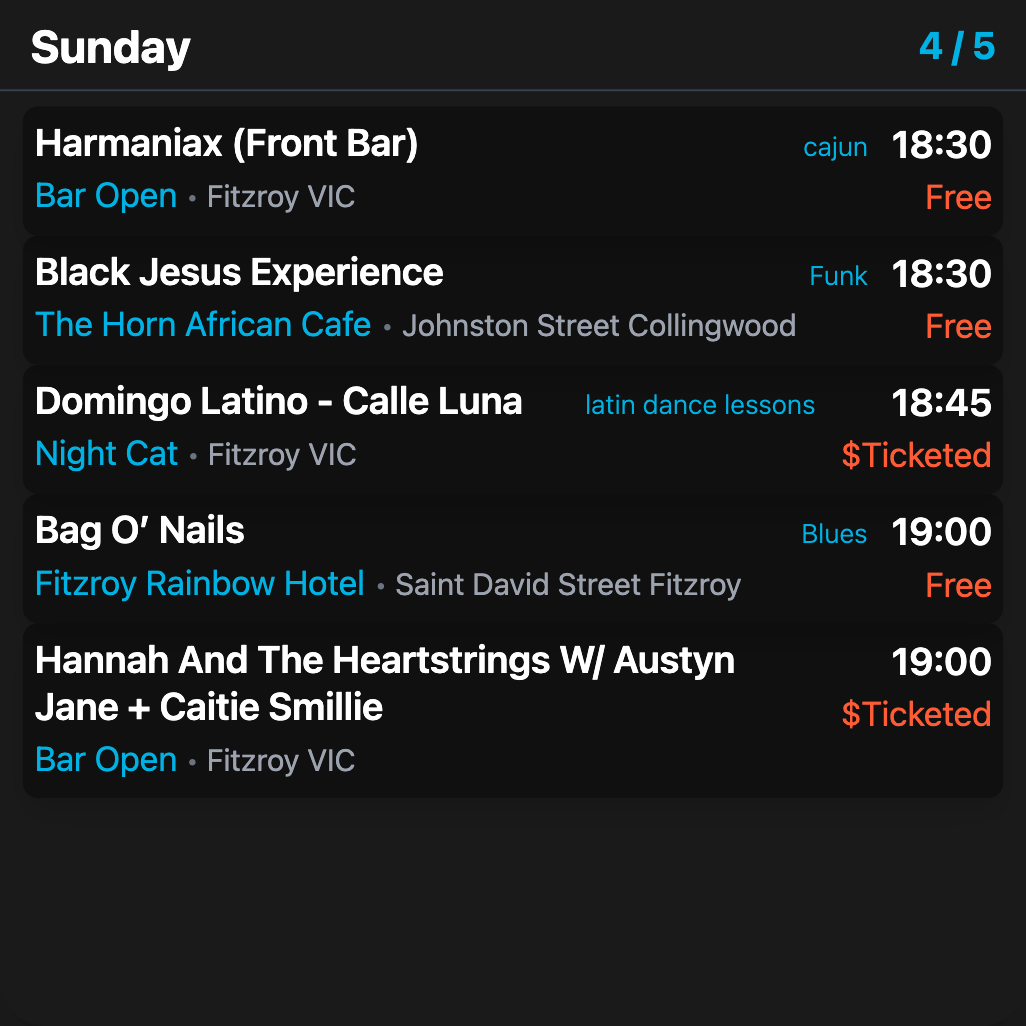 Sunday 4 / 5
Harmaniax (Front Bar) cajun 18:30
Bar Open • Fitzroy VIC Free
Black Jesus Experience Funk 18:30
The Horn African Cafe • Johnston Street Collingwood Free
Domingo Latino - Calle Luna latin dance lessons 18:45
Night Cat • Fitzroy VIC $Ticketed
Bag O’ Nails Blues 19:00
Fitzroy Rainbow Hotel • Saint David Street Fitzroy Free
Hannah And The Heartstrings W/ Austyn 19:00
Jane + Caitie Smillie $Ticketed
Bar Open • Fitzroy VIC